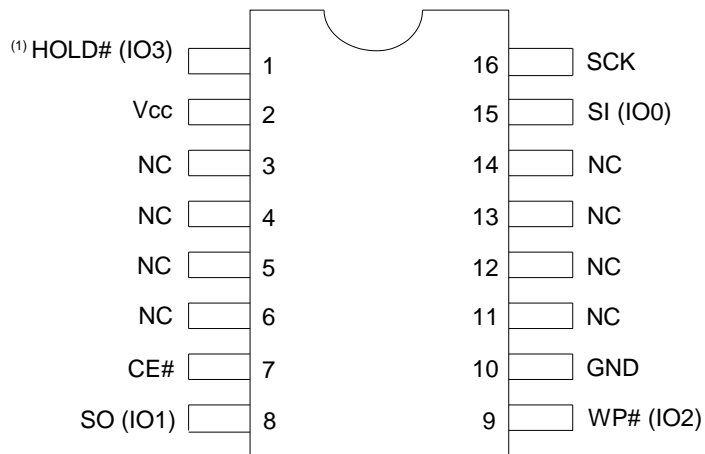 (1) HOLD# (IO3) 1 16 SCK
Vcc 2 15 SI (IO0)
NC 3 14 NC
NC 4 13 NC
NC 5 12 NC
NC 6 11 NC
CE# 7 10 GND
SO (IO1) 8 9 WP# (IO2)